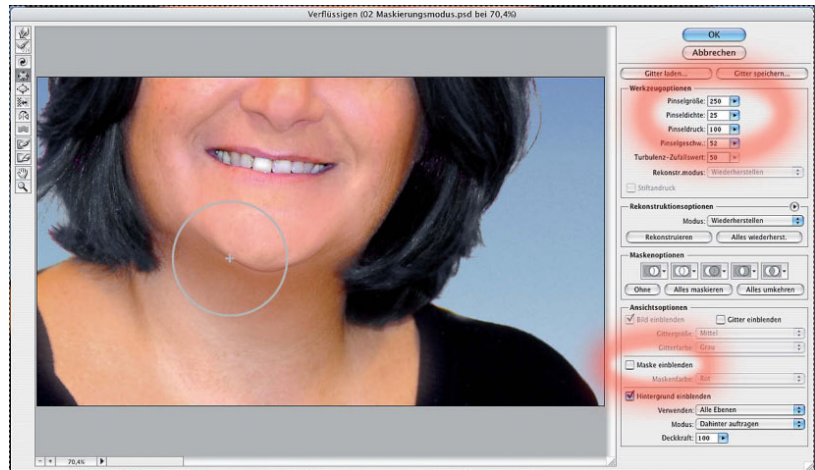 Verflüssigen (02 Maskierungsmodus.psd bei 70,4%)
OK
Abbrechen
Gitter laden... Gitter speichern...
Werkzeugoptionen
Pinselgröße: 250
Pinseldichte: 25
Pinseldruck: 100
Pinselgeschw.: 52
Turbulenz-Zufallswert: 50
Rekonstr.modus: Wiederherstellen
Stiftandruck
Rekonstruktionsoptionen
Modus: Wiederherstellen
Rekonstruieren Alles wiederherst.
Maskenoptionen
Ohne Alles maskieren Alles umkehren
Ansichtsoptionen
Bild einblenden Gitter einblenden
Gittergröße: Mittel
Gitterfarbe: Grau
Maske einblenden
Maskenfarbe: Rot
Hintergrund einblenden
Verwenden: Alle Ebenen
Modus: Dahinter auftragen
Deckkraft: 100
- + 70,4%